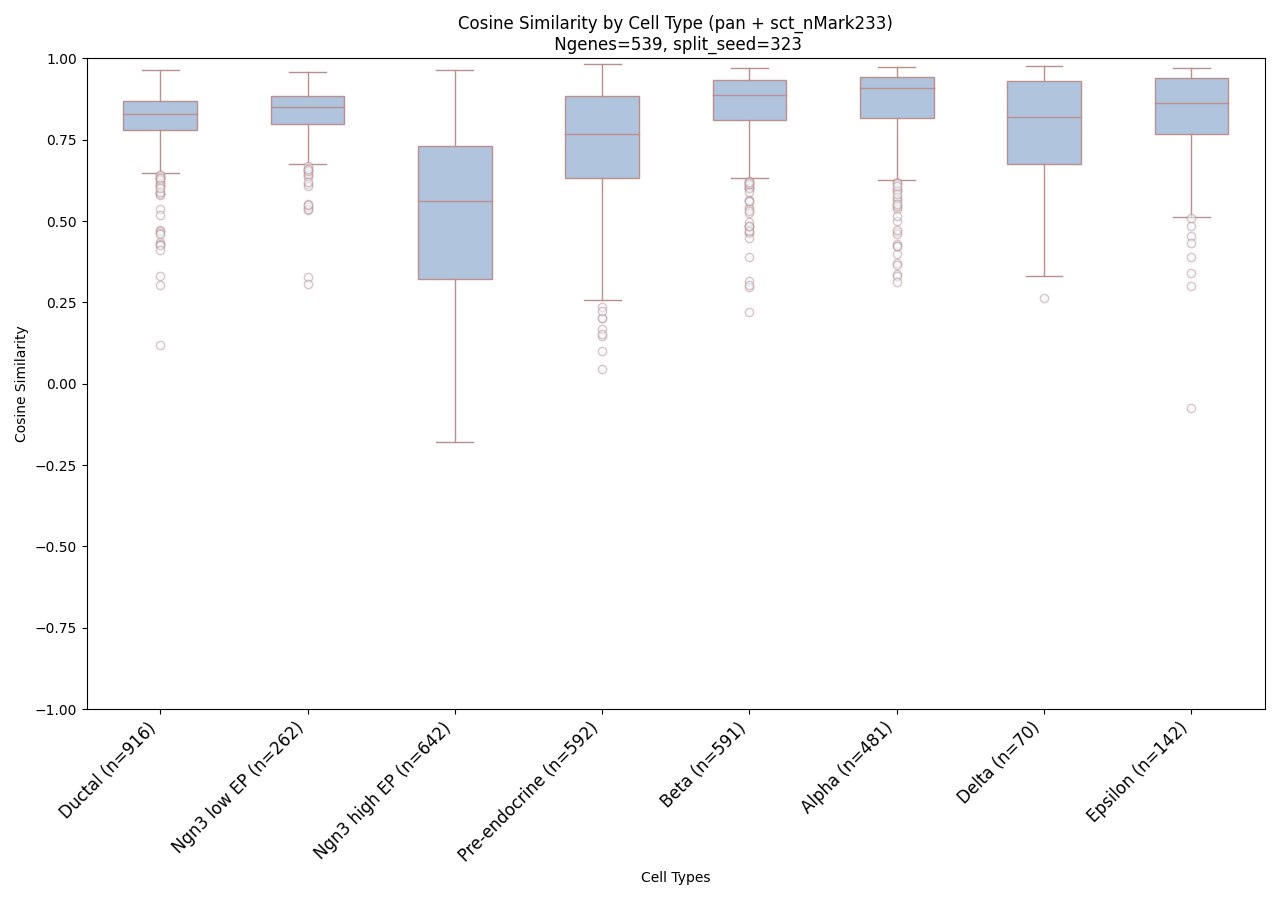 Cosine Similarity by Cell Type (pan + sct_nMark233)
Ngenes=539, split_seed=323
Cosine Similarity
1.00
0.75
0.50
0.25
0.00
−0.25
−0.50
−0.75
−1.00
Ductal (n=916)
Ngn3 low EP (n=262)
Ngn3 high EP (n=642)
Pre-endocrine (n=592)
Beta (n=591)
Alpha (n=481)
Delta (n=70)
Epsilon (n=142)
Cell Types